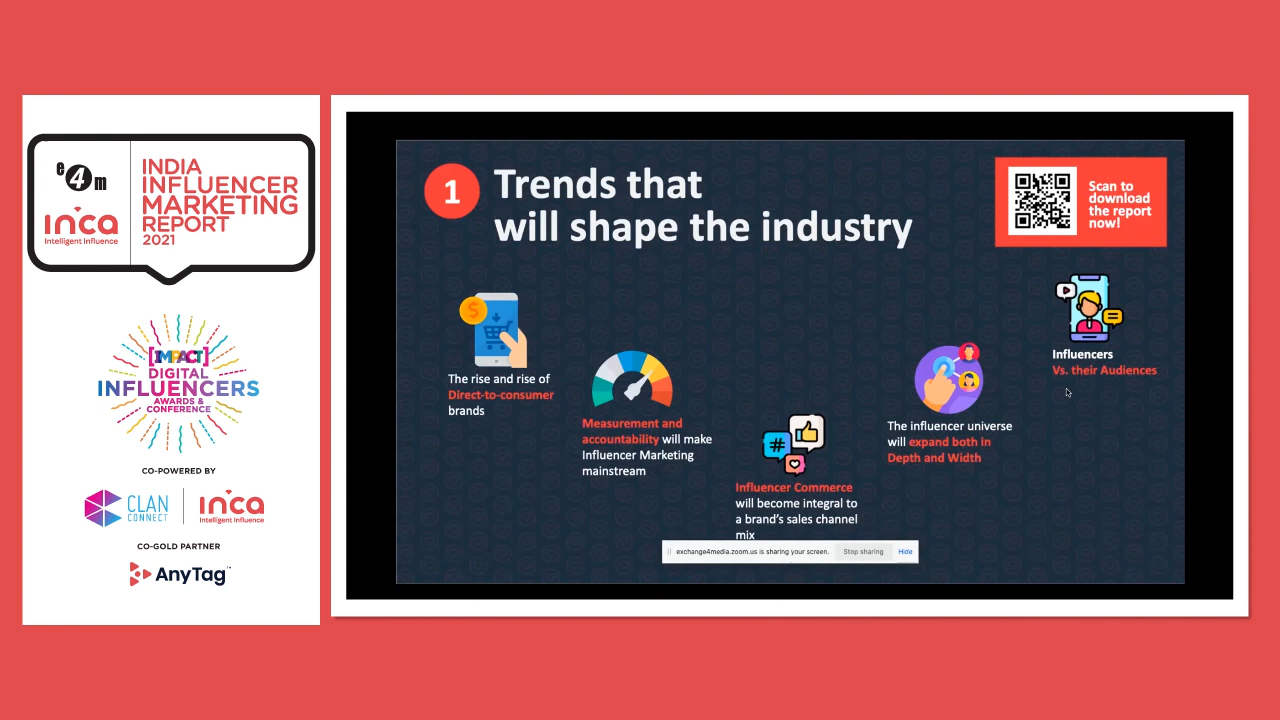 e4m
inca
Intelligent Influence
INDIA
INFLUENCER
MARKETING
REPORT
2021
[IMPACT]
DIGITAL
INFLUENCERS
AWARDS &
CONFERENCE
CO-POWERED BY
CLAN
CONNECT
inca
Intelligent Influence
CO-GOLD PARTNER
AnyTag™
1
Trends that
will shape the industry
Scan to
download
the report
now!
$
The rise and rise of
Direct-to-consumer
brands
Measurement and
accountability will make
Influencer Marketing
mainstream
#
Influencer Commerce
will become integral to
a brand's sales channel
mix
The influencer universe
will expand both in
Depth and Width
Influencers
Vs. their Audiences
exchange4media.zoom.us is sharing your screen.
Stop sharing
Hide